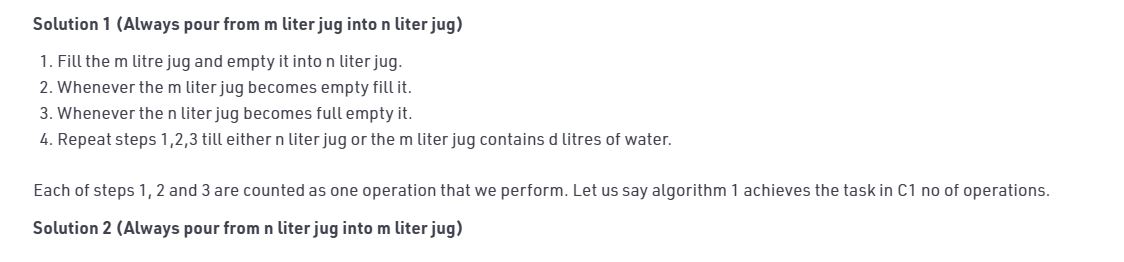 Solution 1 (Always pour from m liter jug into n liter jug)
1. Fill the m litre jug and empty it into n liter jug.
2. Whenever the m liter jug becomes empty fill it.
3. Whenever the n liter jug becomes full empty it.
4. Repeat steps 1,2,3 till either n liter jug or the m liter jug contains d litres of water.
Each of steps 1, 2 and 3 are counted as one operation that we perform. Let us say algorithm 1 achieves the task in C1 no of operations.
Solution 2 (Always pour from n liter jug into m liter jug)